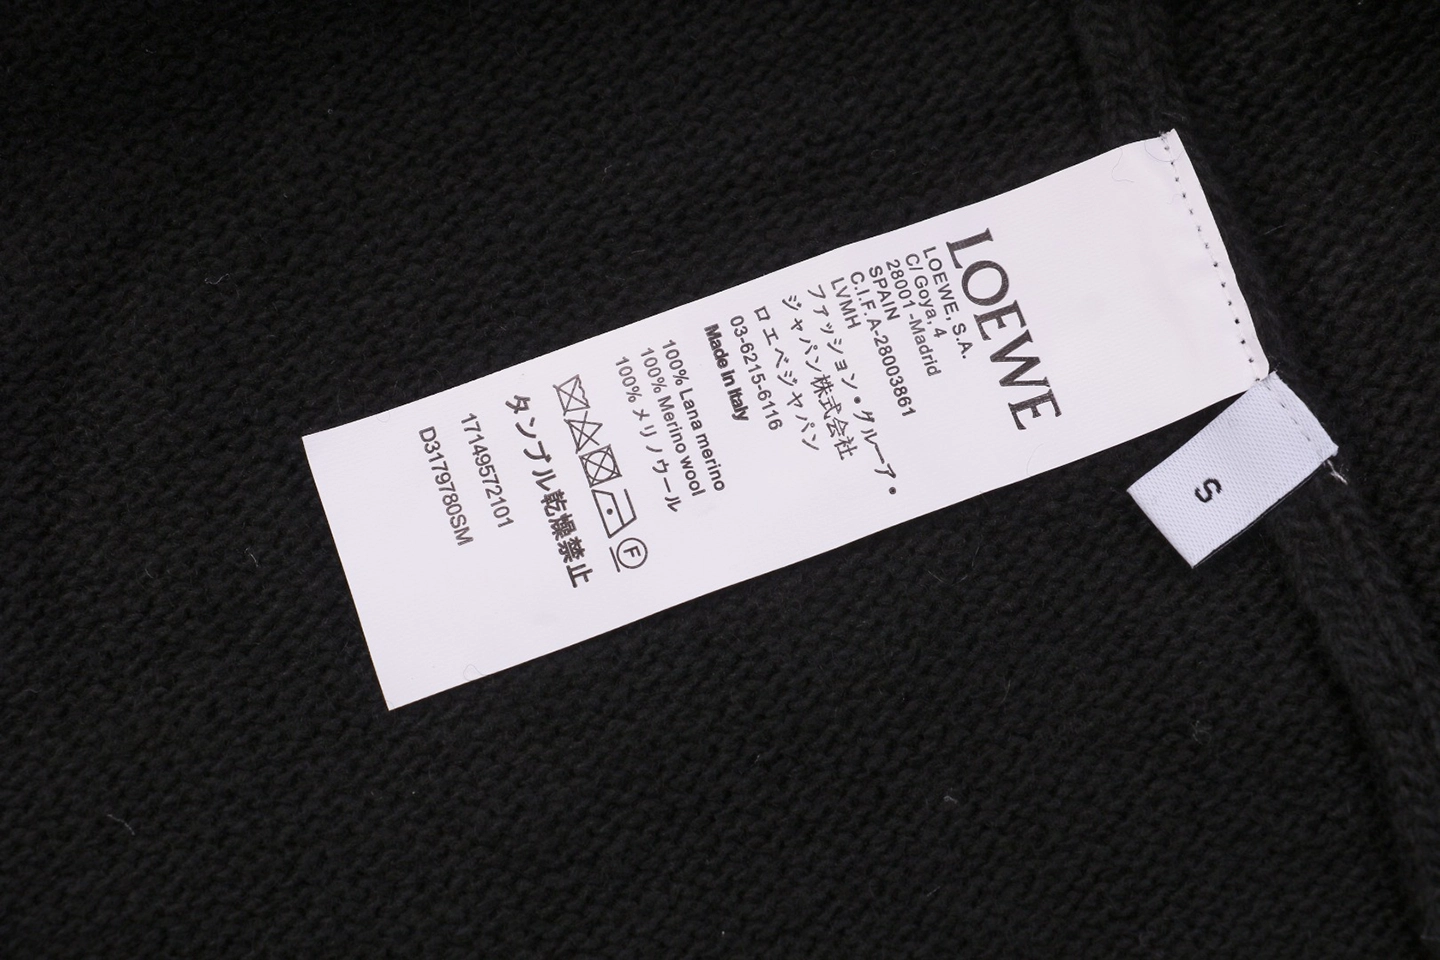 LOEWE
LOEWE, S.A.
C/ Goya, 4
28001 -Madrid
SPAIN
C.I.F.A-28003861
LVMH
ファッション・グループ・
ジャパン株式会社
ロエベジャパン
03-6215-6116
Made in Italy
100% Lana merino
100% Merino wool
100% メリノウール
F
タンブル乾燥禁止
17149572101
D3179780SM
S